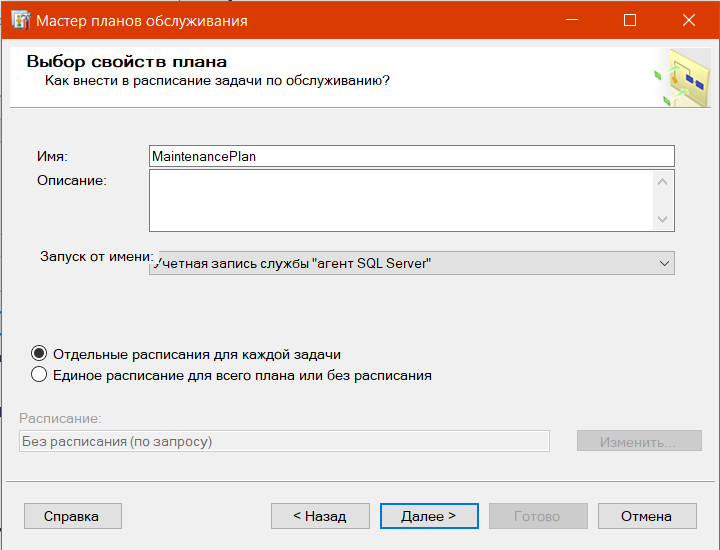 Мастер планов обслуживания
Выбор свойств плана
Как внести в расписание задачи по обслуживанию?
Имя:
MaintenancePlan
Описание:
Запуск от имени:
Учетная запись службы "агент SQL Server"
Отдельные расписания для каждой задачи
Единое расписание для всего плана или без расписания
Расписание:
Без расписания (по запросу)
Изменить...
Справка
< Назад
Далее >
Готово
Отмена